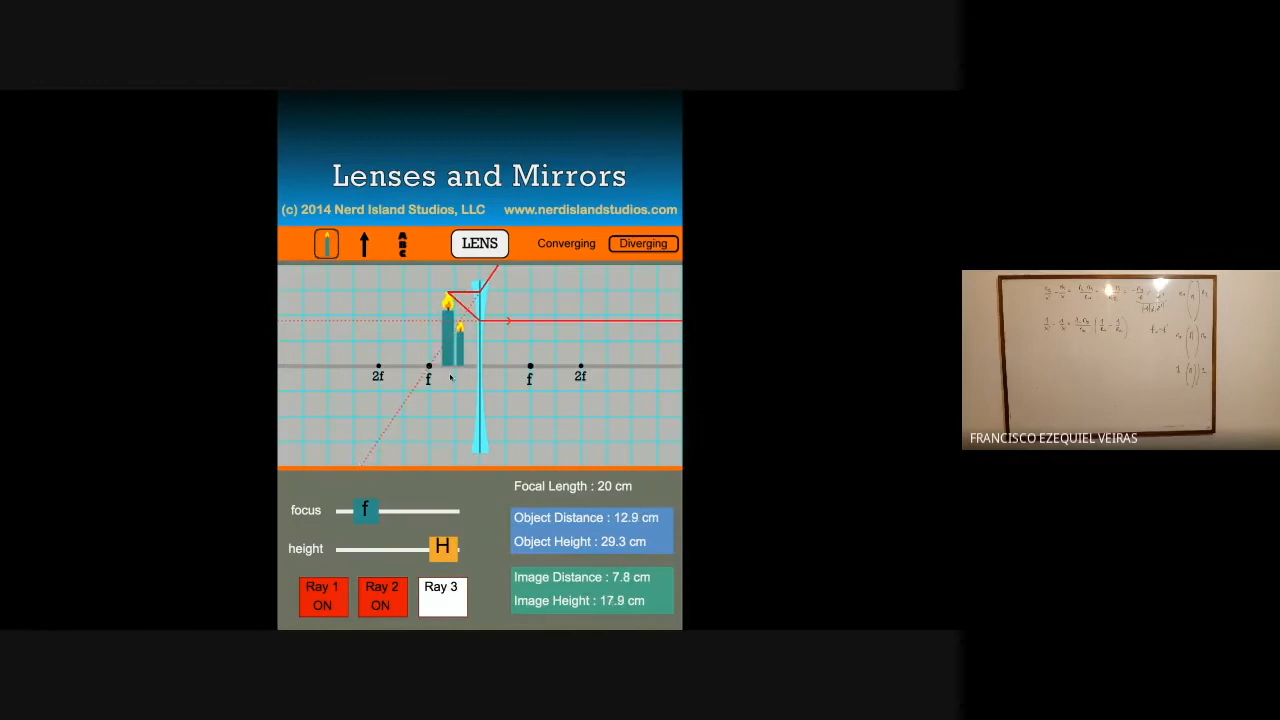 Lenses and Mirrors
(c) 2014 Nerd Island Studios, LLC www.nerdislandstudios.com
A
B
C
LENS Converging Diverging
2f f f 2f
Focal Length : 20 cm
focus f
Object Distance : 12.9 cm
Object Height : 29.3 cm
height H
Image Distance : 7.8 cm
Image Height : 17.9 cm
Ray 1 Ray 2 Ray 3
ON ON
FRANCISCO EZEQUIEL VEIRAS